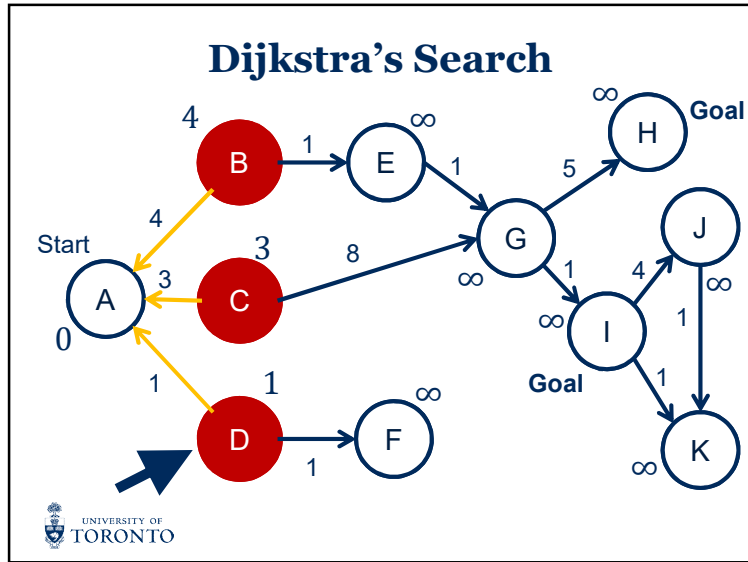 Dijkstra's Search
4
B
1
∞
E
∞
H
Goal
1
5
4
Start
A
0
3
C
3
8
G
∞
1
4
J
∞
∞
I
Goal
1
1
1
1
D
∞
F
1
K
∞
UNIVERSITY OF
TORONTO